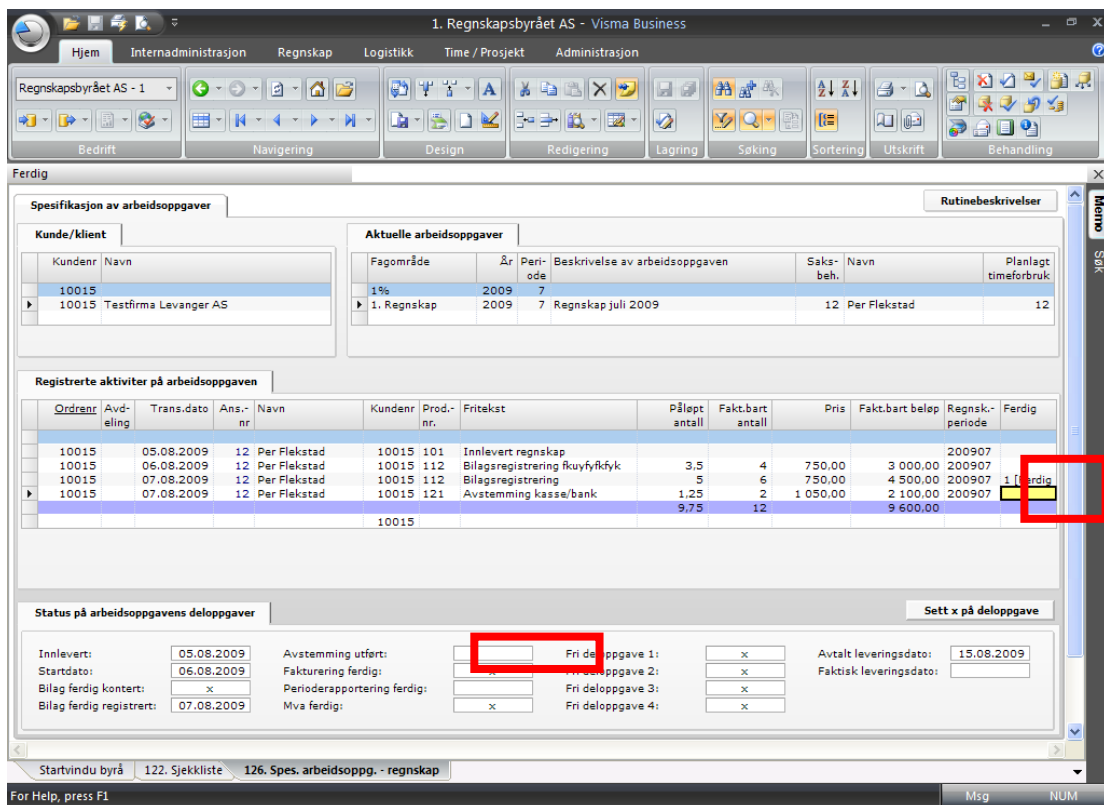 1. Regnskapsbyrået AS - Visma Business
Hjem Internadministrasjon Regnskap Logistikk Time / Prosjekt Administrasjon
Regnskapsbyrået AS - 1
Bedrift Navigering Design Redigering Lagring Søking Sortering Utskrift Behandling
Ferdig
Memo
Søk
Spesifikasjon av arbeidsoppgaver Rutinebeskrivelser
Kunde/klient Aktuelle arbeidsoppgaver
Kundenr Navn Fagområde År Peri-ode Beskrivelse av arbeidsoppgaven Saks-beh. Navn Planlagt timeforbruk
10015 1% 2009 7
10015 Testfirma Levanger AS 1. Regnskap 2009 7 Regnskap juli 2009 12 Per Flekstad 12
Registrerte aktiviter på arbeidsoppgaven
Ordrenr Avd-eling Trans.dato Ans.-nr Navn Kundenr Prod.-nr. Fritekst Påløpt antall Fakt.bart antall Pris Fakt.bart beløp Regnsk.-periode Ferdig
10015 05.08.2009 12 Per Flekstad 10015 101 Innlevert regnskap 200907
10015 06.08.2009 12 Per Flekstad 10015 112 Bilagsregistrering fkuyfyfkfyk 3,5 4 750,00 3 000,00 200907
10015 07.08.2009 12 Per Flekstad 10015 112 Bilagsregistrering 5 6 750,00 4 500,00 200907 1 [Ferdig
10015 07.08.2009 12 Per Flekstad 10015 121 Avstemming kasse/bank 1,25 2 1 050,00 2 100,00 200907
9,75 12 9 600,00
10015
Status på arbeidsoppgavens deloppgaver Sett x på deloppgave
Innlevert: 05.08.2009 Avstemming utført: Fri deloppgave 1: x Avtalt leveringsdato: 15.08.2009
Startdato: 06.08.2009 Fakturering ferdig: x Fri deloppgave 2: x Faktisk leveringsdato:
Bilag ferdig kontert: x Perioderapportering ferdig: Fri deloppgave 3: x
Bilag ferdig registrert: 07.08.2009 Mva ferdig: x Fri deloppgave 4: x
Startvindu byrå 122. Sjekkliste 126. Spes. arbeidsoppg. - regnskap
For Help, press F1 Msg NUM